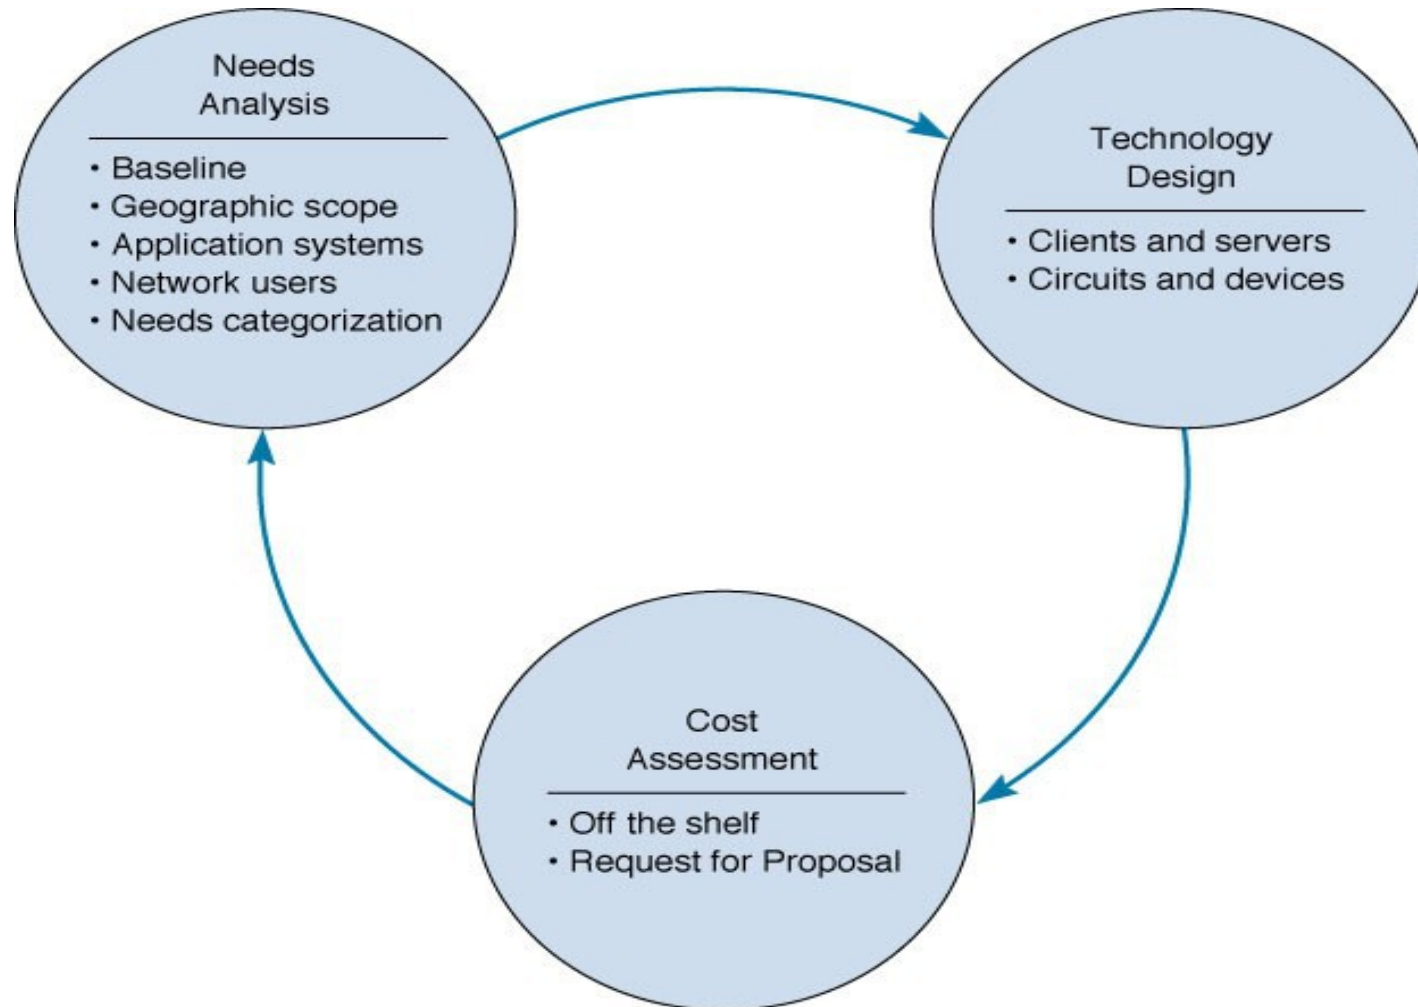 Needs
Analysis
• Baseline
• Geographic scope
• Application systems
• Network users
• Needs categorization
Technology
Design
• Clients and servers
• Circuits and devices
Cost
Assessment
• Off the shelf
• Request for Proposal